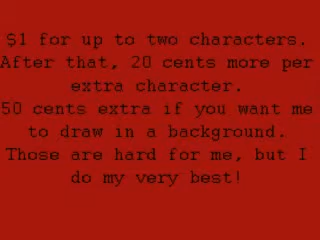 $1 for up to two characters.
After that, 20 cents more per
extra character.
50 cents extra if you want me
to draw in a background.
Those are hard for me, but I
do my very best!